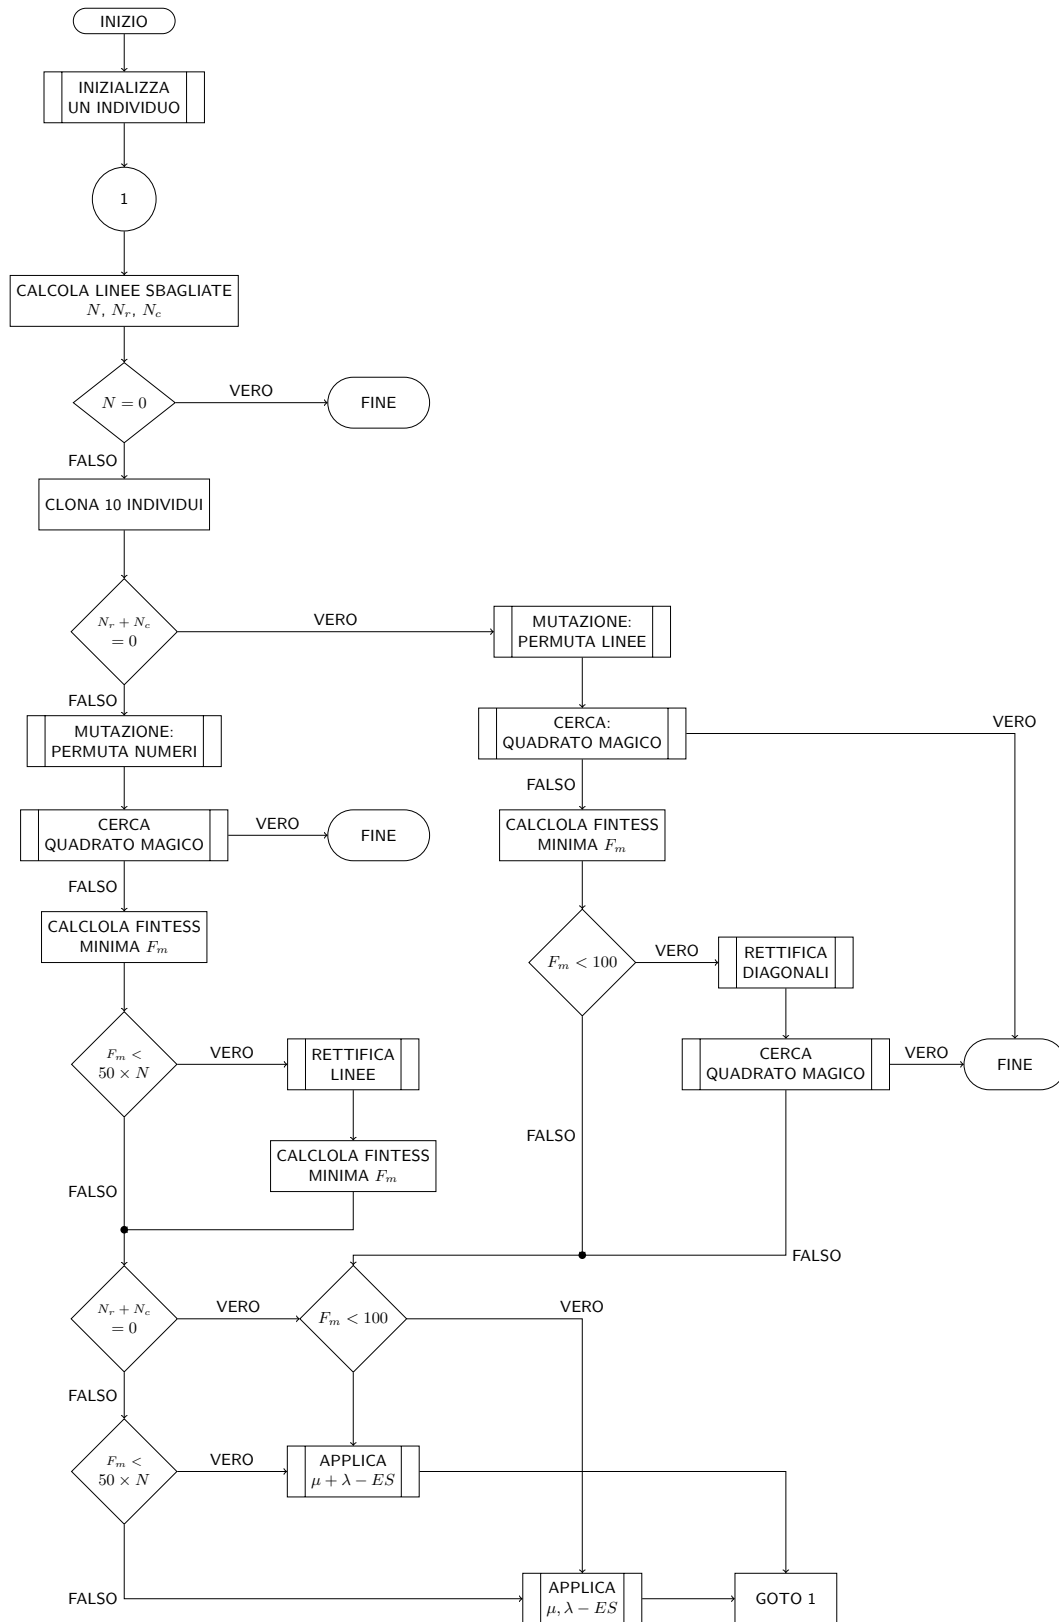 INIZIO
INIZIALIZZA
UN INDIVIDUO
1
CALCOLA LINEE SBAGLIATE
N, N_r, N_c
N = 0
VERO
FINE
FALSO
CLONA 10 INDIVIDUI
N_r + N_c
= 0
VERO
MUTAZIONE:
PERMUTA LINEE
FALSO
MUTAZIONE:
PERMUTA NUMERI
CERCA:
QUADRATO MAGICO
VERO
FALSO
CERCA
QUADRATO MAGICO
VERO
FINE
CALCLOLA FINTESS
MINIMA F_m
FALSO
CALCLOLA FINTESS
MINIMA F_m
F_m < 100
VERO
RETTIFICA
DIAGONALI
F_m <
50 × N
VERO
RETTIFICA
LINEE
CERCA
QUADRATO MAGICO
VERO
FINE
FALSO
CALCLOLA FINTESS
MINIMA F_m
FALSO
FALSO
N_r + N_c
= 0
VERO
F_m < 100
VERO
FALSO
F_m <
50 × N
VERO
APPLICA
μ + λ − ES
FALSO
APPLICA
μ, λ − ES
GOTO 1